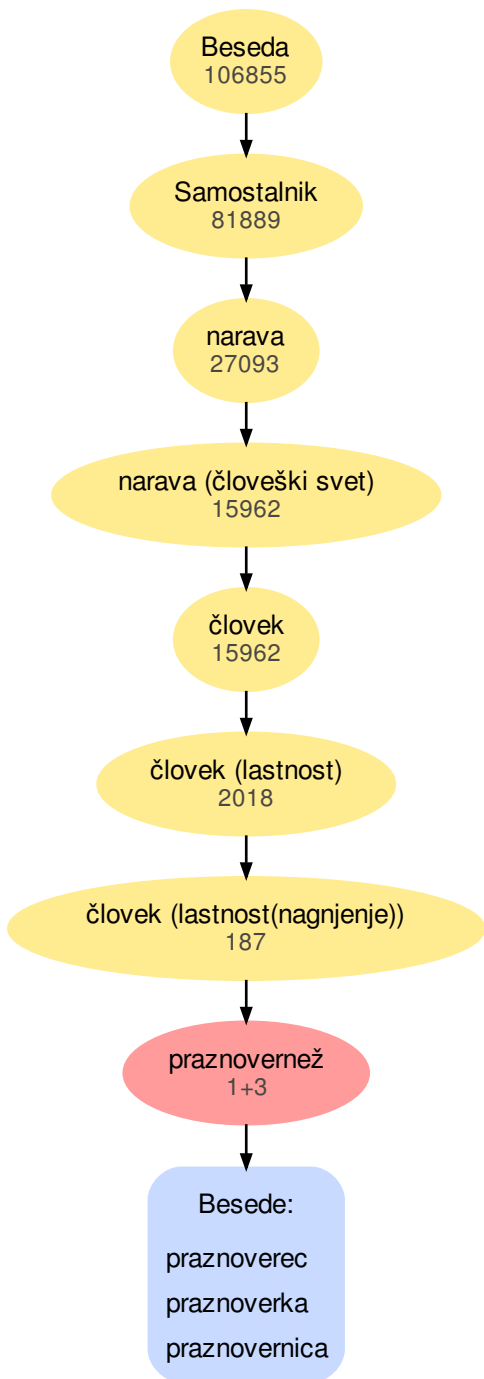 Beseda
106855
Samostalnik
81889
narava
27093
narava (človeški svet)
15962
človek
15962
človek (lastnost)
2018
človek (lastnost(nagnjenje))
187
praznovernež
1+3
Besede:
praznoverec
praznoverka
praznovernica